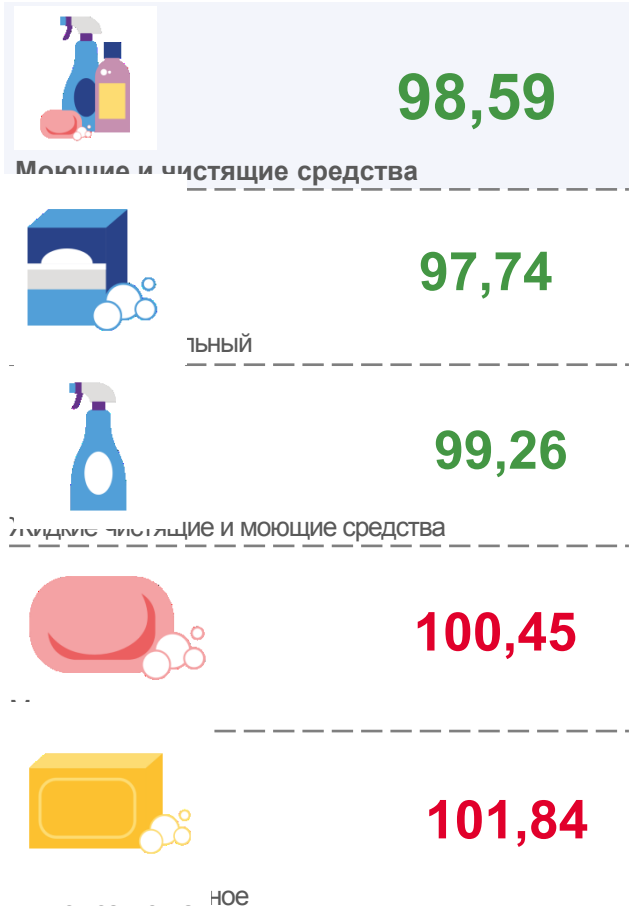 98,59
Моющие и чистящие средства
97,74
льный
99,26
Жидкие чистящие и моющие средства
100,45
101,84
ное